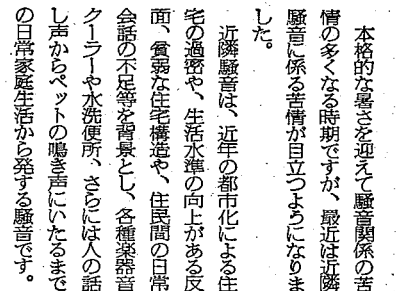 本格的な暑さを迎えて騒音関係の苦
情の多くなる時期ですが、最近は近隣
騒音に係る苦情が目立つようになりま
した。
近隣騒音は、近年の都市化による住
宅の過密や、生活水準の向上がある反
面、貧弱な住宅構造や、住民間の日常
会話の不足等を背景とし、各種楽器音
クーラーや水洗便所、さらには人の話
し声からペットの鳴き声にいたるまで
の日常家庭生活から発する騒音です。